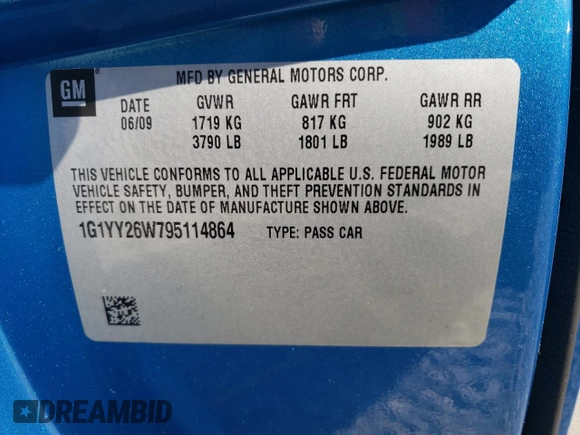 GM
®
MFD BY GENERAL MOTORS CORP.
DATE GVWR GAWR FRT GAWR RR
06/09 1719 KG 817 KG 902 KG
3790 LB 1801 LB 1989 LB
THIS VEHICLE CONFORMS TO ALL APPLICABLE U.S. FEDERAL MOTOR
VEHICLE SAFETY, BUMPER, AND THEFT PREVENTION STANDARDS IN
EFFECT ON THE DATE OF MANUFACTURE SHOWN ABOVE.
1G1YY26W795114864 TYPE: PASS CAR
DREAMBID